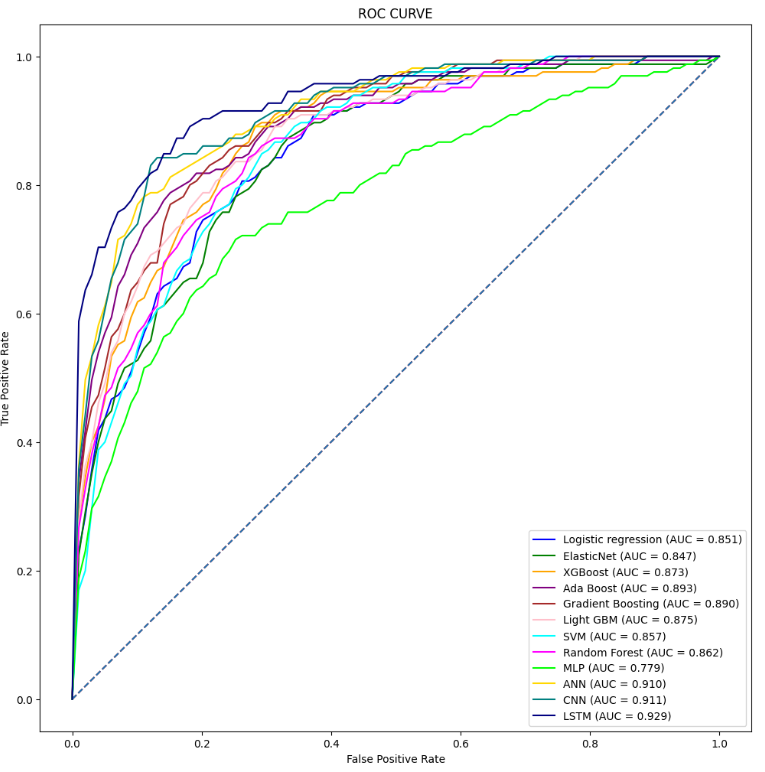 ROC CURVE
1.0
0.8
0.6
0.4
0.2
0.0
True Positive Rate
0.0 0.2 0.4 0.6 0.8 1.0
False Positive Rate
Logistic regression (AUC = 0.851)
ElasticNet (AUC = 0.847)
XGBoost (AUC = 0.873)
Ada Boost (AUC = 0.893)
Gradient Boosting (AUC = 0.890)
Light GBM (AUC = 0.875)
SVM (AUC = 0.857)
Random Forest (AUC = 0.862)
MLP (AUC = 0.779)
ANN (AUC = 0.910)
CNN (AUC = 0.911)
LSTM (AUC = 0.929)